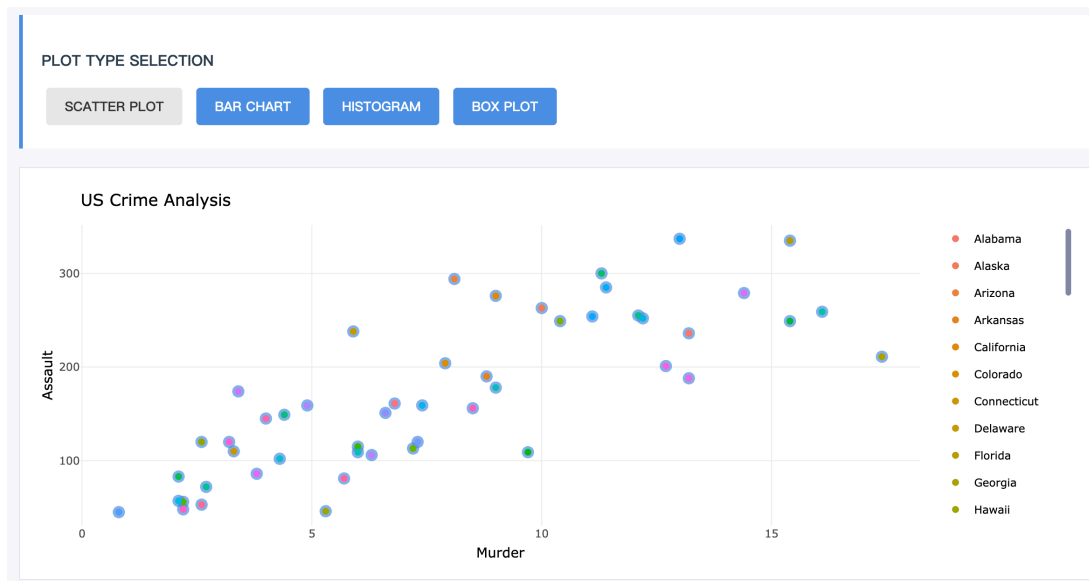 PLOT TYPE SELECTION
SCATTER PLOT BAR CHART HISTOGRAM BOX PLOT
US Crime Analysis
Alabama
Alaska
Arizona
Arkansas
California
Colorado
Connecticut
Delaware
Florida
Georgia
Hawaii
300
200
100
Assault
0 5 10 15
Murder